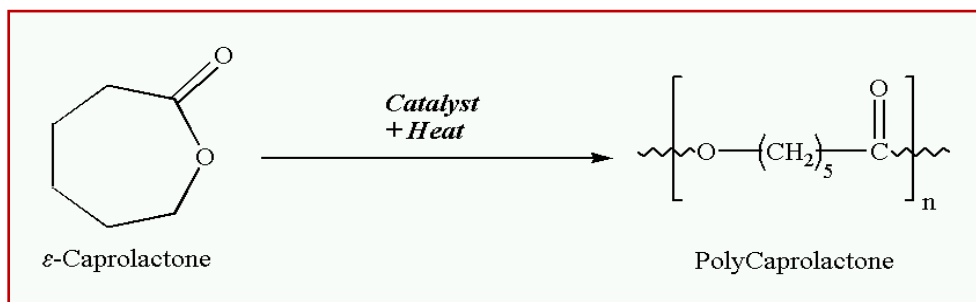 O
O
Catalyst
+ Heat
O
O
(CH2)5
C
n
ε-Caprolactone
PolyCaprolactone